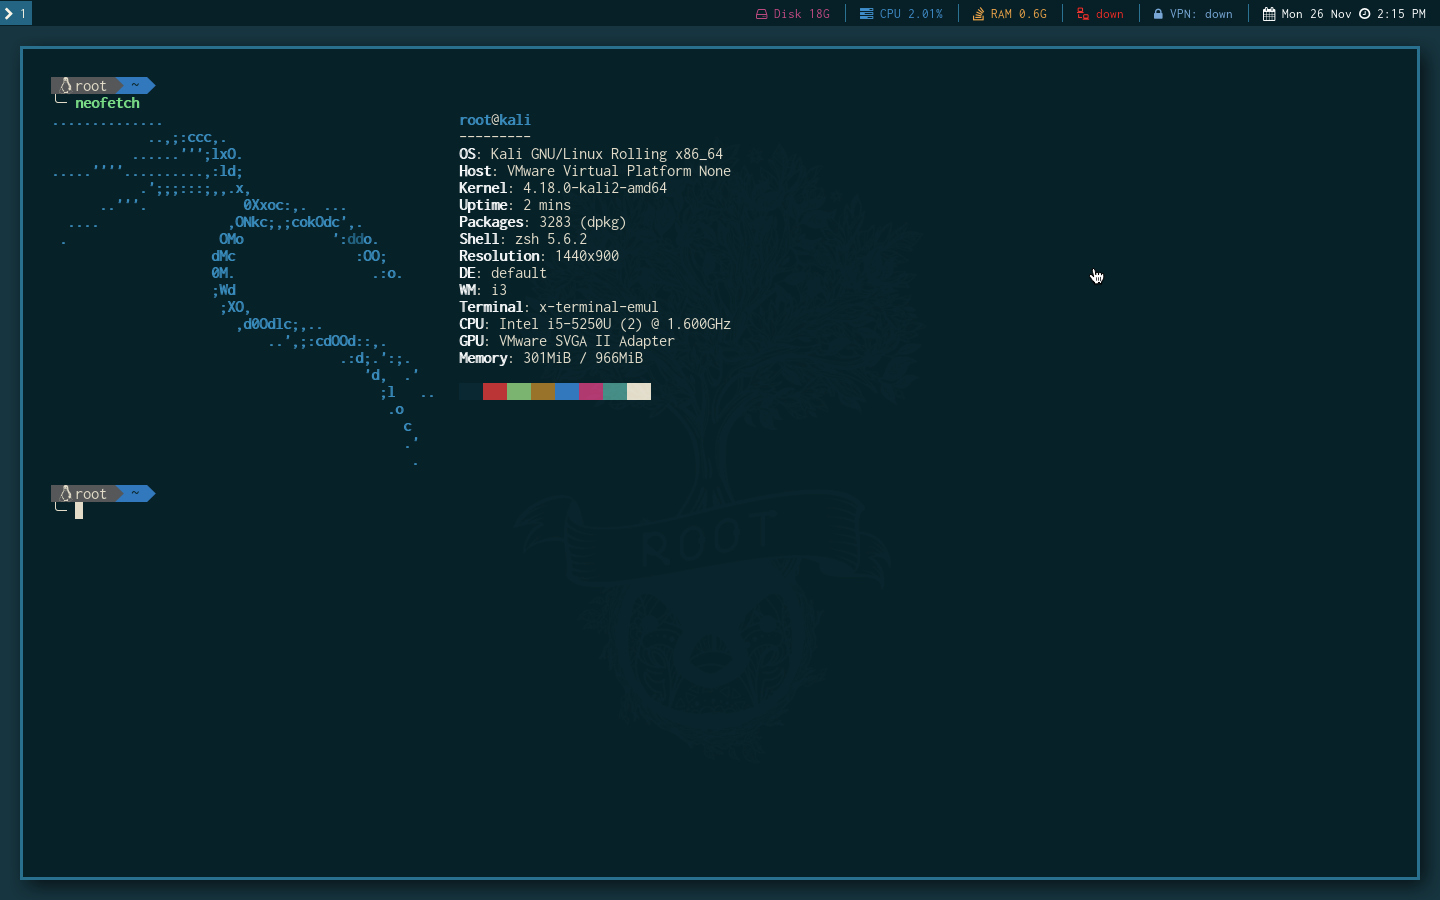 1 Disk 18G CPU 2.01% RAM 0.6G down VPN: down Mon 26 Nov 2:15 PM
root ~
neofetch
..............
..,;:ccc,.
......''';lxO.
.....''''..........,:ld;
.';;;:::;,,.x,
..'''. 0Xxoc:,. ...
.... ,ONkc;,;cokOdc',.
. OMo ':ddo.
dMc :OO;
0M. .:o.
;Wd
;XO,
,d0Odlc;,..
..',;:cdOOd::,.
.:d;.':;.
'd, .'
;l ..
.o
c
.'
.
root@kali
---------
OS: Kali GNU/Linux Rolling x86_64
Host: VMware Virtual Platform None
Kernel: 4.18.0-kali2-amd64
Uptime: 2 mins
Packages: 3283 (dpkg)
Shell: zsh 5.6.2
Resolution: 1440x900
DE: default
WM: i3
Terminal: x-terminal-emul
CPU: Intel i5-5250U (2) @ 1.600GHz
GPU: VMware SVGA II Adapter
Memory: 301MiB / 966MiB
root ~
ROOT